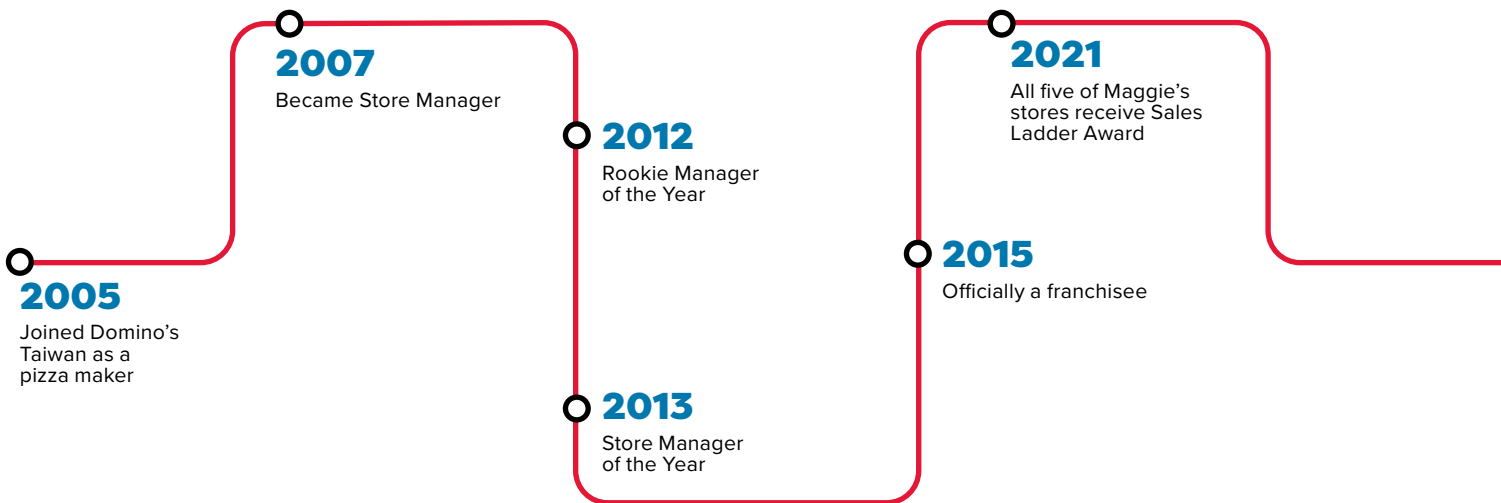 2005
Joined Domino’s
Taiwan as a
pizza maker
2007
Became Store Manager
2012
Rookie Manager
of the Year
2013
Store Manager
of the Year
2015
Officially a franchisee
2021
All five of Maggie’s
stores receive Sales
Ladder Award